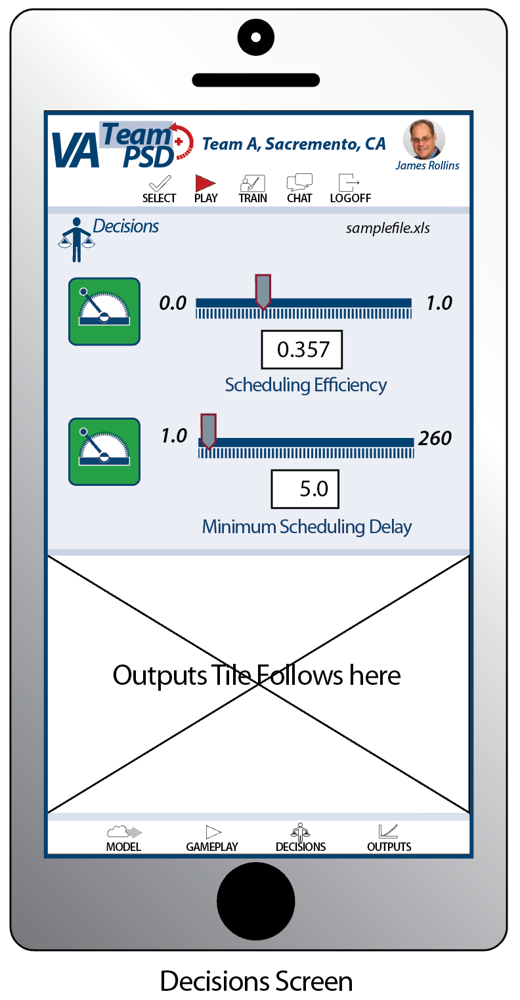 VA Team PSD
Team A, Sacremento, CA
James Rollins
SELECT PLAY TRAIN CHAT LOGOFF
Decisions
samplefile.xls
0.0 1.0
0.357
Scheduling Efficiency
1.0 260
5.0
Minimum Scheduling Delay
Outputs Tile Follows here
MODEL GAMEPLAY DECISIONS OUTPUTS
Decisions Screen